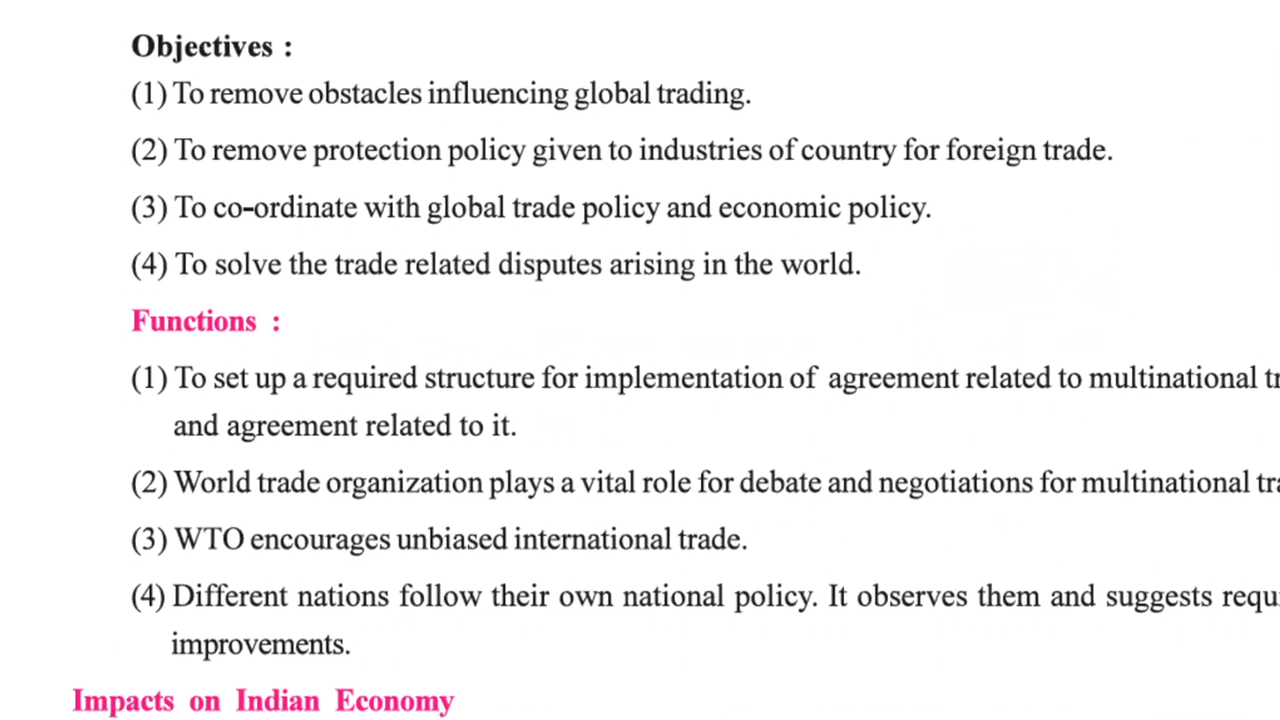 Objectives :
(1) To remove obstacles influencing global trading.
(2) To remove protection policy given to industries of country for foreign trade.
(3) To co-ordinate with global trade policy and economic policy.
(4) To solve the trade related disputes arising in the world.
Functions :
(1) To set up a required structure for implementation of agreement related to multinational
and agreement related to it.
(2) World trade organization plays a vital role for debate and negotiations for multinational
(3) WTO encourages unbiased international trade.
(4) Different nations follow their own national policy. It observes them and suggests
improvements.
Impacts on Indian Economy